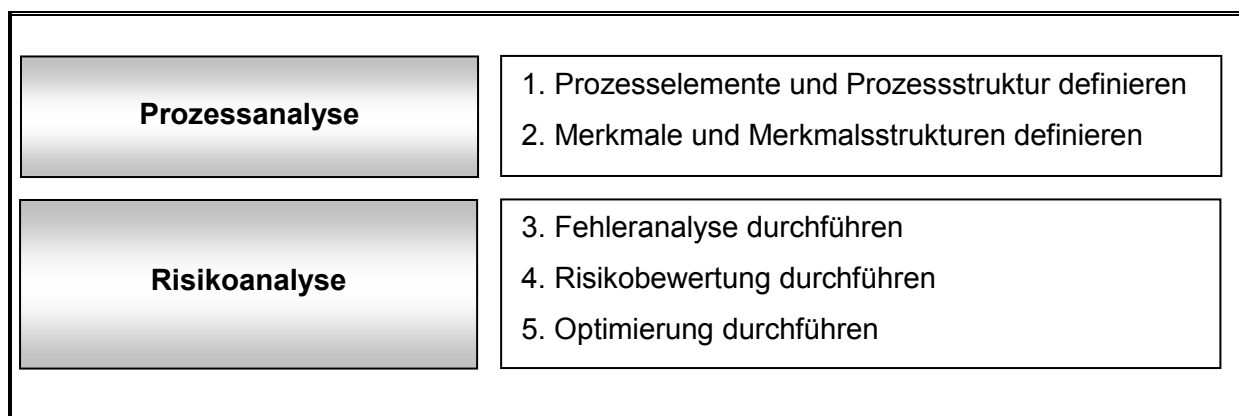 Prozessanalyse
1. Prozesselemente und Prozessstruktur definieren
2. Merkmale und Merkmalsstrukturen definieren
Risikoanalyse
3. Fehleranalyse durchführen
4. Risikobewertung durchführen
5. Optimierung durchführen